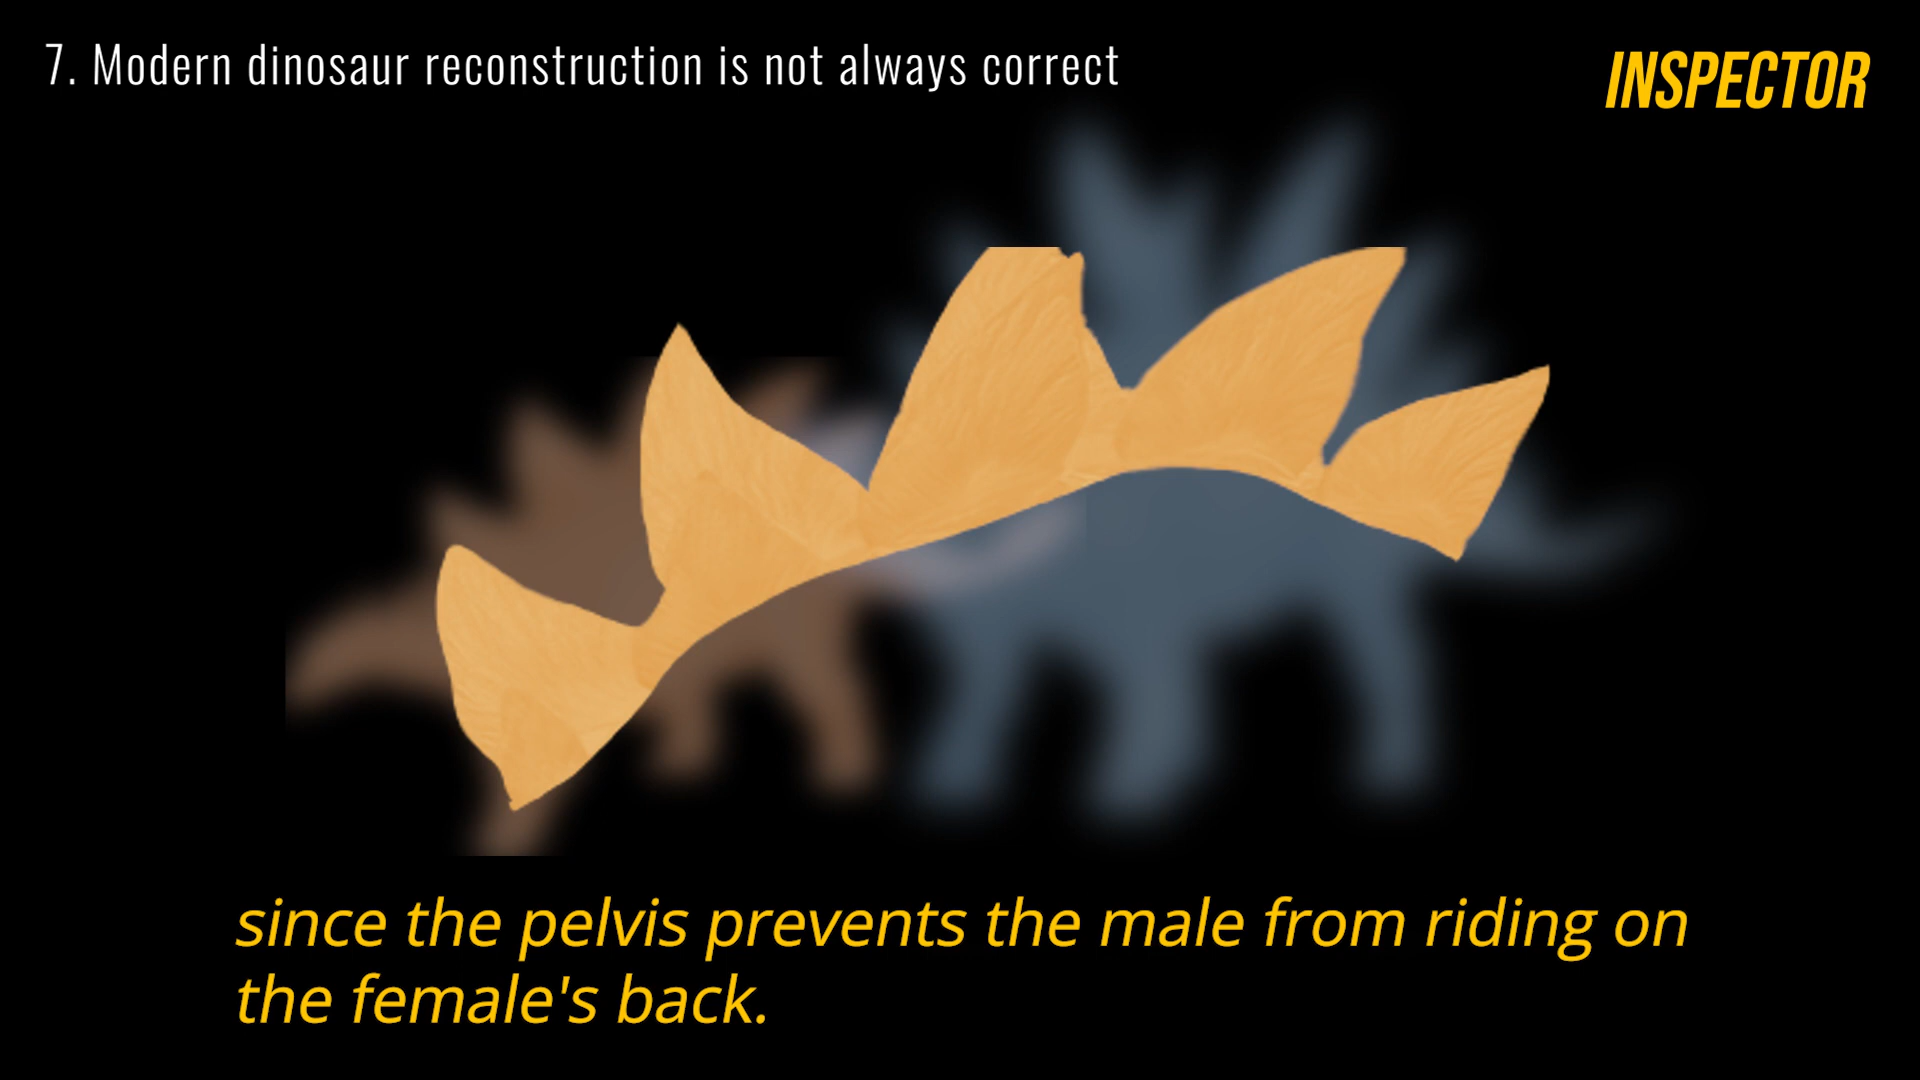 7. Modern dinosaur reconstruction is not always correct
INSPECTOR
since the pelvis prevents the male from riding on
the female's back.